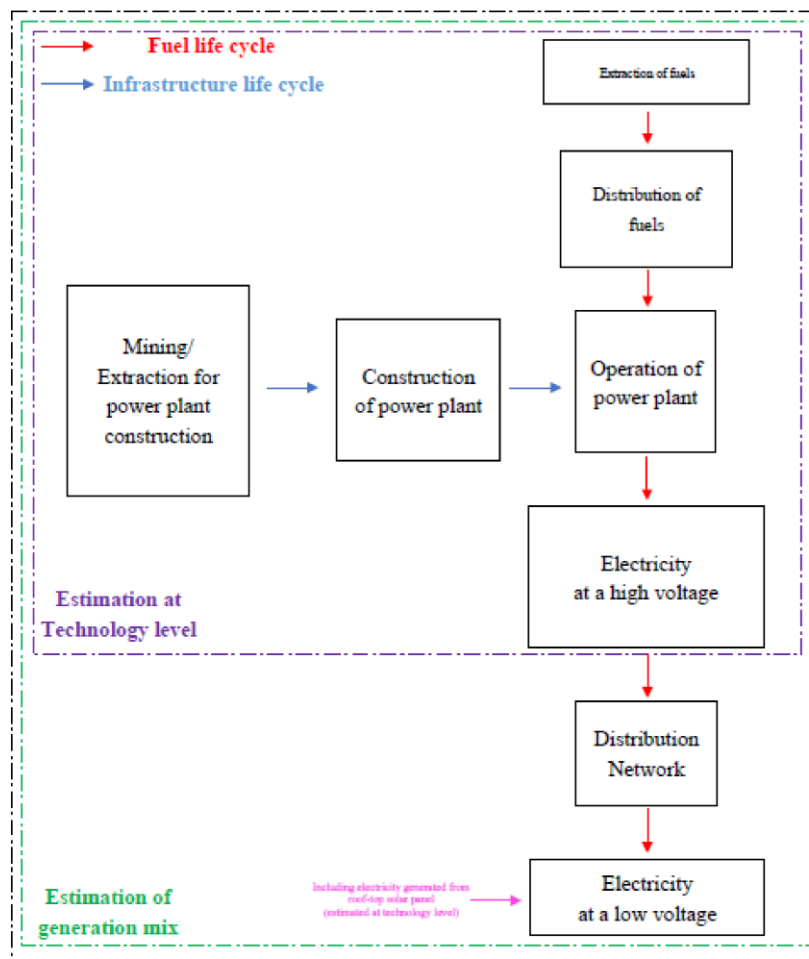 Fuel life cycle
Infrastructure life cycle
Extraction of fuels
Distribution of
fuels
Mining/
Extraction for
power plant
construction
Construction
of power plant
Operation of
power plant
Electricity
at a high voltage
Estimation at
Technology level
Distribution
Network
Including electricity generated from
roof-top solar panel
(estimated at technology level)
Electricity
at a low voltage
Estimation of
generation mix